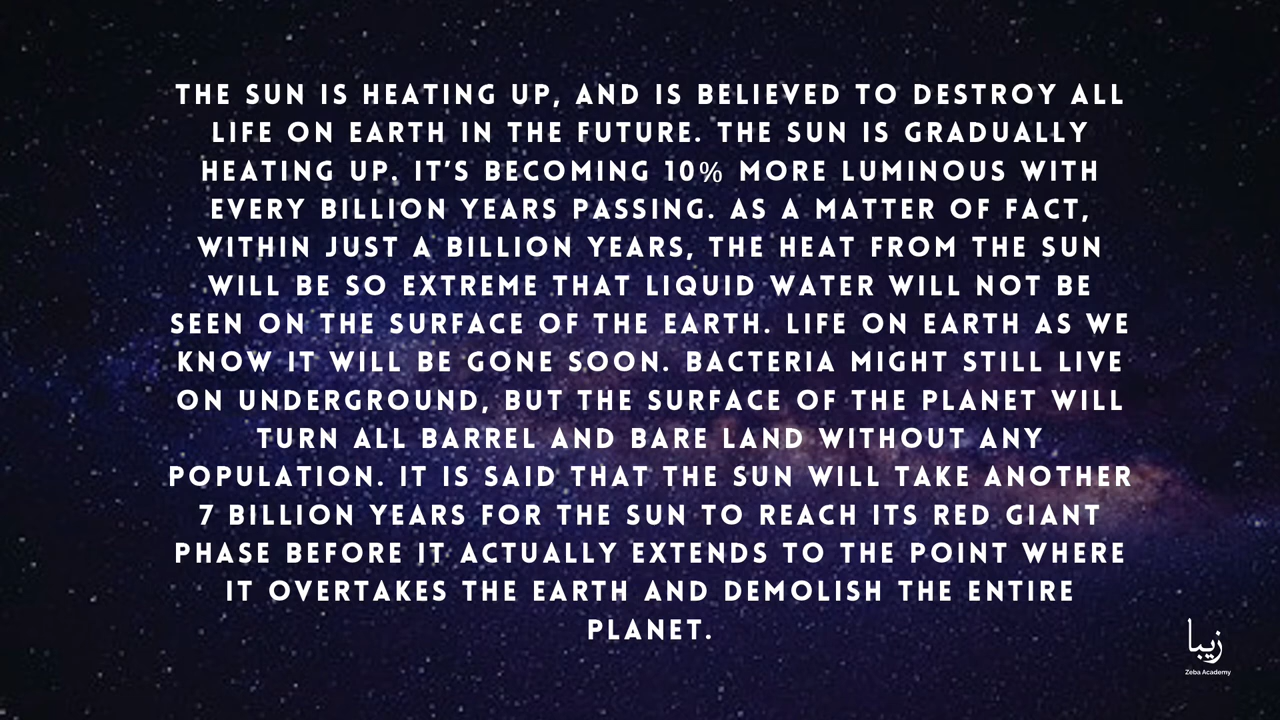 THE SUN IS HEATING UP, AND IS BELIEVED TO DESTROY ALL
LIFE ON EARTH IN THE FUTURE. THE SUN IS GRADUALLY
HEATING UP. IT’S BECOMING 10% MORE LUMINOUS WITH
EVERY BILLION YEARS PASSING. AS A MATTER OF FACT,
WITHIN JUST A BILLION YEARS, THE HEAT FROM THE SUN
WILL BE SO EXTREME THAT LIQUID WATER WILL NOT BE
SEEN ON THE SURFACE OF THE EARTH. LIFE ON EARTH AS WE
KNOW IT WILL BE GONE SOON. BACTERIA MIGHT STILL LIVE
ON UNDERGROUND, BUT THE SURFACE OF THE PLANET WILL
TURN ALL BARREL AND BARE LAND WITHOUT ANY
POPULATION. IT IS SAID THAT THE SUN WILL TAKE ANOTHER
7 BILLION YEARS FOR THE SUN TO REACH ITS RED GIANT
PHASE BEFORE IT ACTUALLY EXTENDS TO THE POINT WHERE
IT OVERTAKES THE EARTH AND DEMOLISH THE ENTIRE
PLANET.
زیبا
Zeba Academy